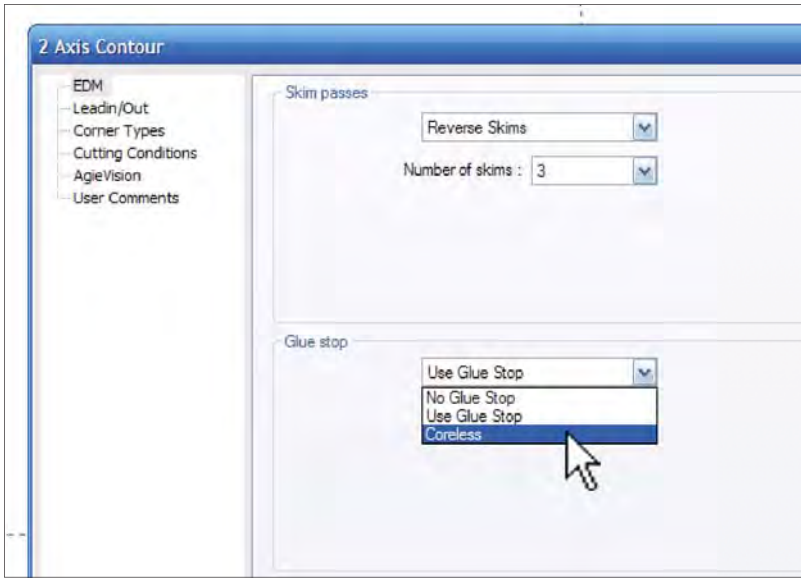 2 Axis Contour
EDM
Leadin/Out
Corner Types
Cutting Conditions
AgieVision
User Comments
Skim passes
Reverse Skims
Number of skims : 3
Glue stop
Use Glue Stop
No Glue Stop
Use Glue Stop
Coreless